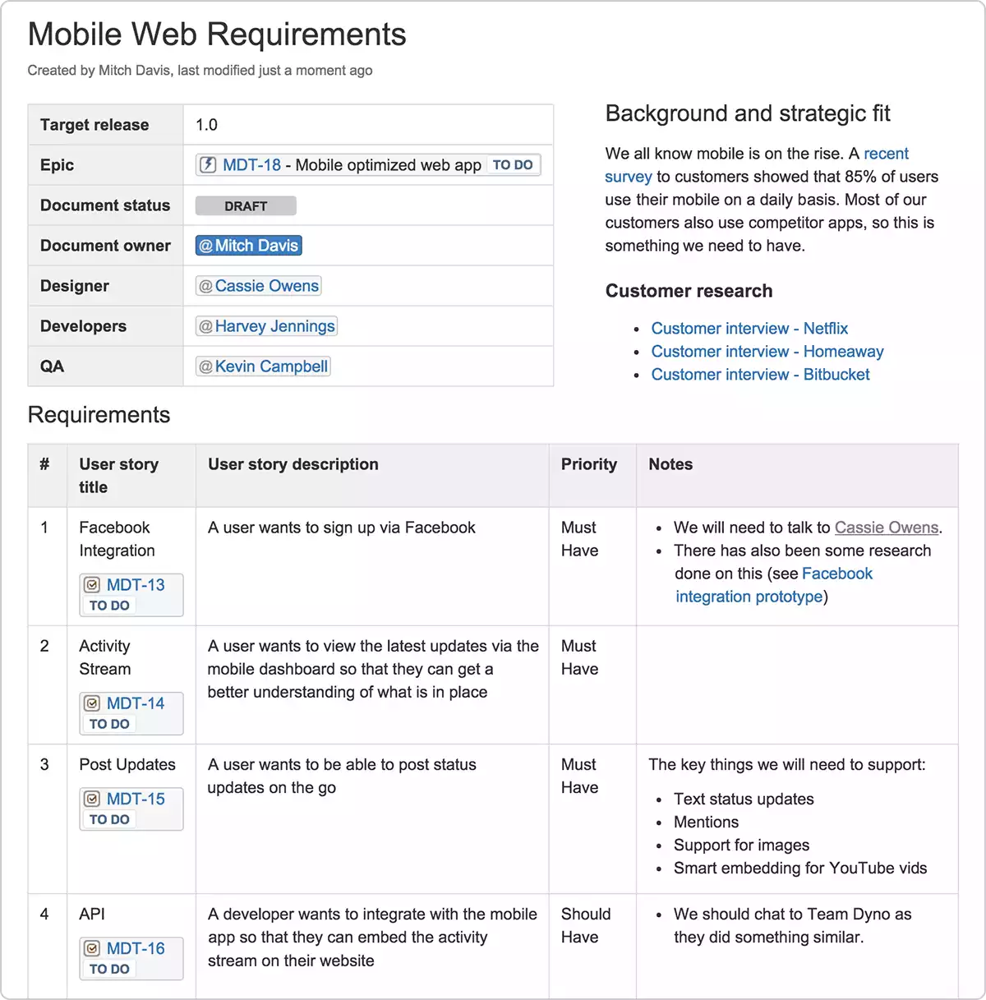 Mobile Web Requirements
Created by Mitch Davis, last modified just a moment ago
Target release 1.0
Epic MDT-18 - Mobile optimized web app TO DO
Document status DRAFT
Document owner @Mitch Davis
Designer @Cassie Owens
Developers @Harvey Jennings
QA @Kevin Campbell
Background and strategic fit
We all know mobile is on the rise. A recent
survey to customers showed that 85% of users
use their mobile on a daily basis. Most of our
customers also use competitor apps, so this is
something we need to have.
Customer research
• Customer interview - Netflix
• Customer interview - Homeaway
• Customer interview - Bitbucket
Requirements
# User story title User story description Priority Notes
1
Facebook
Integration
MDT-13
TO DO
A user wants to sign up via Facebook
Must
Have
• We will need to talk to Cassie Owens.
• There has also been some research
done on this (see Facebook
integration prototype)
2
Activity
Stream
MDT-14
TO DO
A user wants to view the latest updates via the
mobile dashboard so that they can get a
better understanding of what is in place
Must
Have
3
Post Updates
MDT-15
TO DO
A user wants to be able to post status
updates on the go
Must
Have
The key things we will need to support:
• Text status updates
• Mentions
• Support for images
• Smart embedding for YouTube vids
4
API
MDT-16
TO DO
A developer wants to integrate with the mobile
app so that they can embed the activity
stream on their website
Should
Have
• We should chat to Team Dyno as
they did something similar.